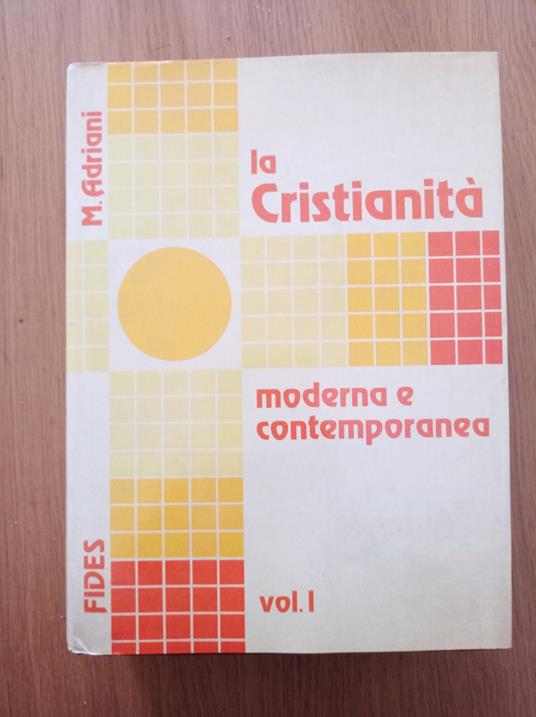 M. Adriani
la
Cristianità
moderna e
contemporanea
FIDES
vol. I